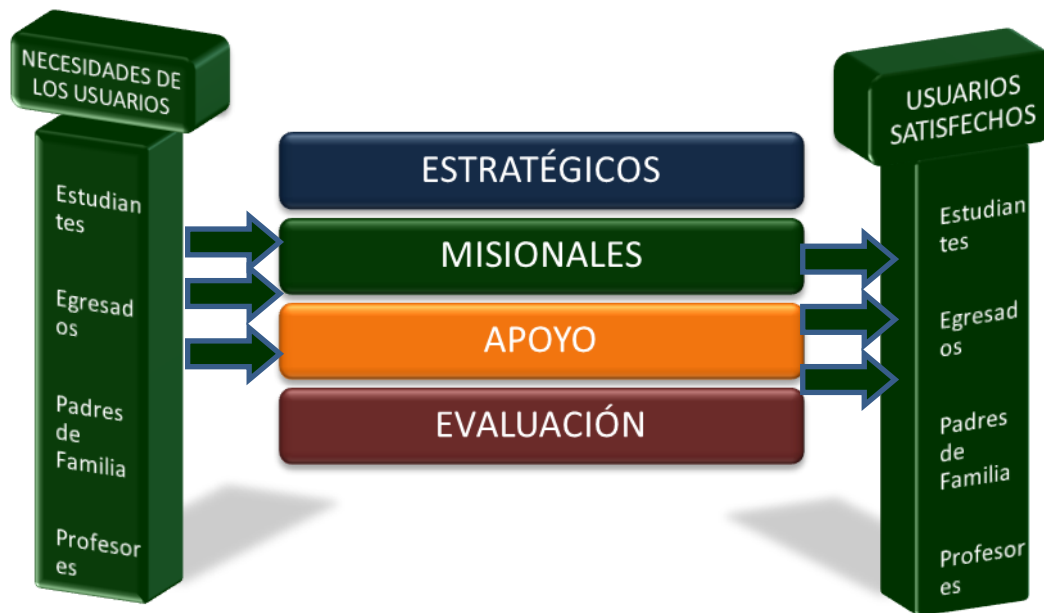 NECESIDADES DE
LOS USUARIOS
Estudian
tes
Egresad
os
Padres
de
Familia
Profesor
es
ESTRATÉGICOS
MISIONALES
APOYO
EVALUACIÓN
USUARIOS
SATISFECHOS
Estudian
tes
Egresad
os
Padres
de
Familia
Profesor
es